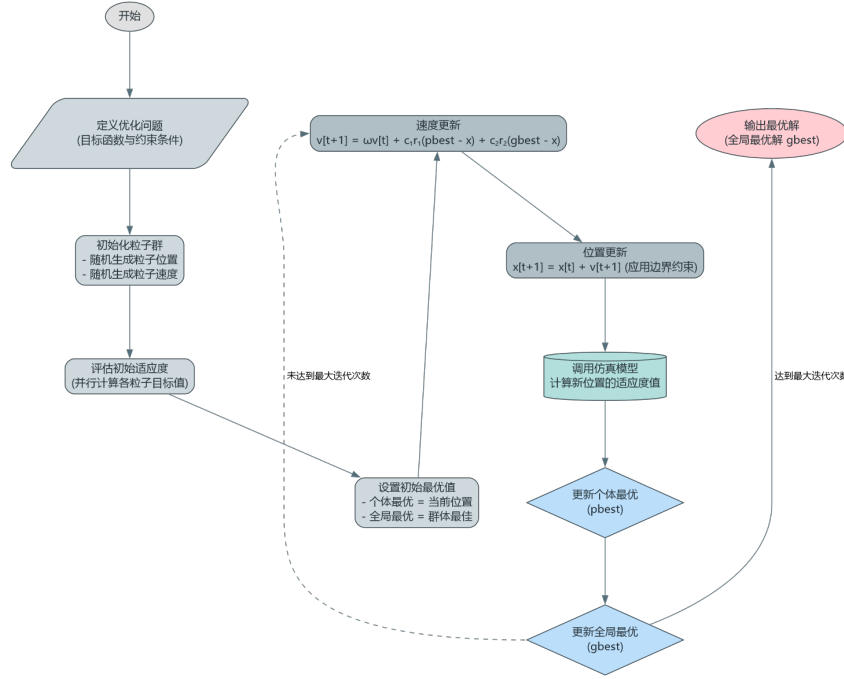 开始
定义优化问题
(目标函数与约束条件)
初始化粒子群
- 随机生成粒子位置
- 随机生成粒子速度
评估初始适应度
(并行计算各粒子目标值)
设置初始最优值
- 个体最优 = 当前位置
- 全局最优 = 群体最佳
速度更新
v[t+1] = ωv[t] + c₁r₁(pbest - x) + c₂r₂(gbest - x)
位置更新
x[t+1] = x[t] + v[t+1] (应用边界约束)
调用仿真模型
计算新位置的适应度值
更新个体最优
(pbest)
更新全局最优
(gbest)
未达到最大迭代次数
达到最大迭代次数
输出最优解
(全局最优解 gbest)